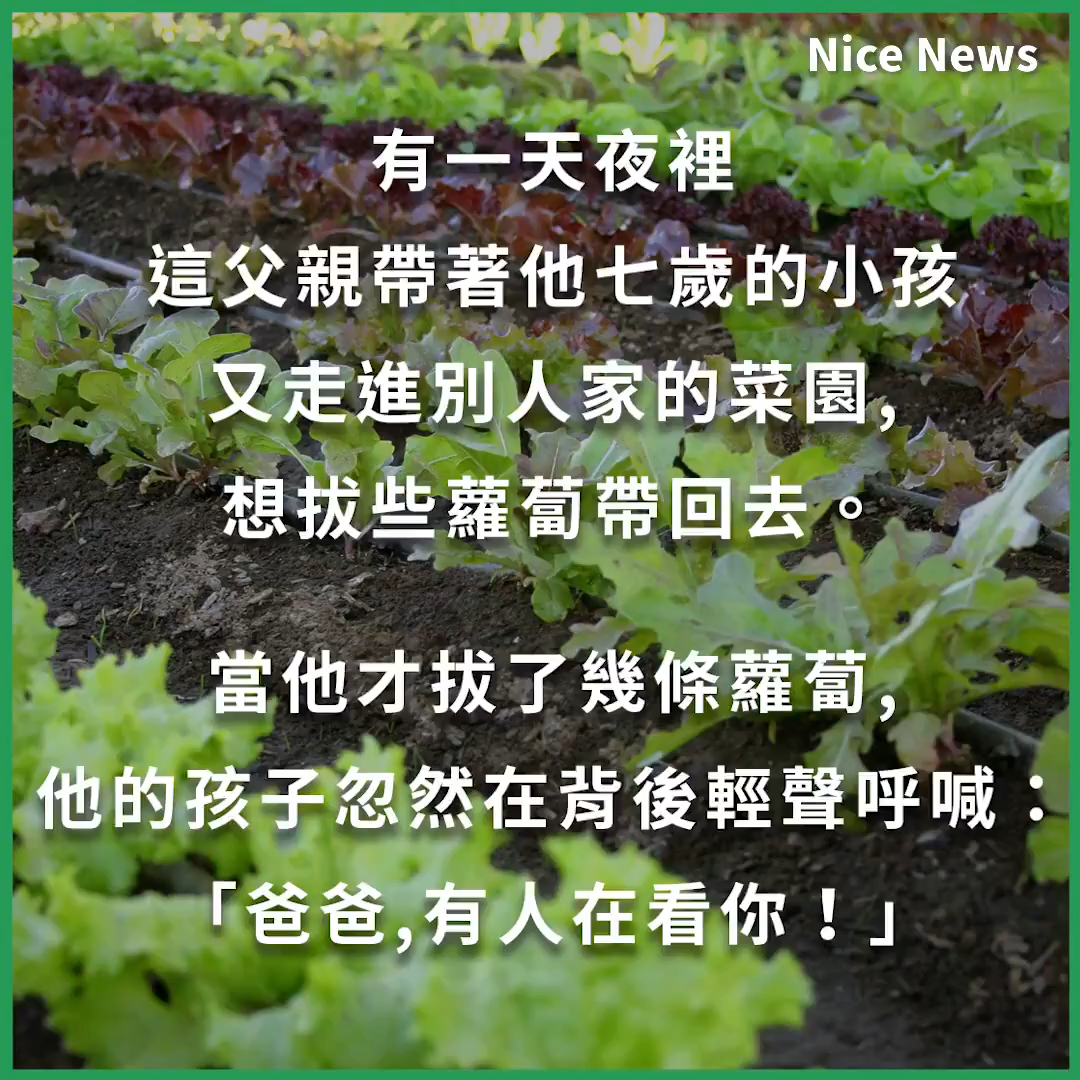 Nice News
有一天夜裡
這父親帶著他七歲的小孩
又走進別人家的菜園,
想拔些蘿蔔帶回去。
當他才拔了幾條蘿蔔,
他的孩子忽然在背後輕聲呼喊：
「爸爸,有人在看你！」